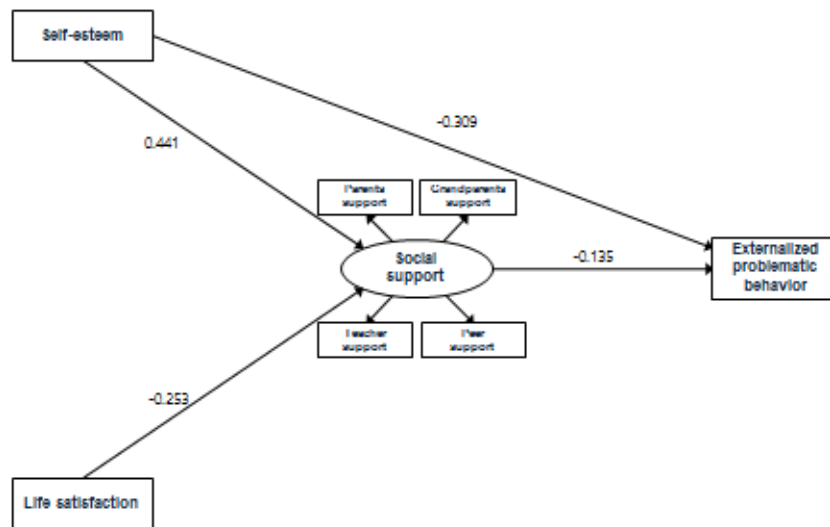 Self-esteem
-0.309
0.441
Parents
support
Grandparents
support
Social
support
-0.135
Externalized
problematic
behavior
Teacher
support
Peer
support
-0.253
Life satisfaction